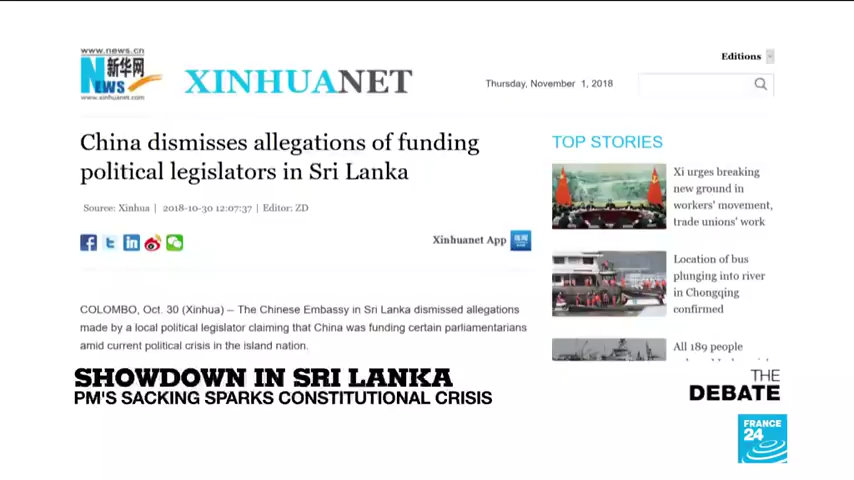 www.news.cn
新华网
NEWS
www.xinhuanet.com
XINHUANET
Thursday, November 1, 2018
Editions
China dismisses allegations of funding
political legislators in Sri Lanka
Source: Xinhua | 2018-10-30 12:07:37 | Editor: ZD
Xinhuanet App
COLOMBO, Oct. 30 (Xinhua) -- The Chinese Embassy in Sri Lanka dismissed allegations
made by a local political legislator claiming that China was funding certain parliamentarians
amid current political crisis in the island nation.
TOP STORIES
Xi urges breaking
new ground in
workers' movement,
trade unions' work
Location of bus
plunging into river
in Chongqing
confirmed
All 189 people
SHOWDOWN IN SRI LANKA
PM'S SACKING SPARKS CONSTITUTIONAL CRISIS
THE
DEBATE
FRANCE
24